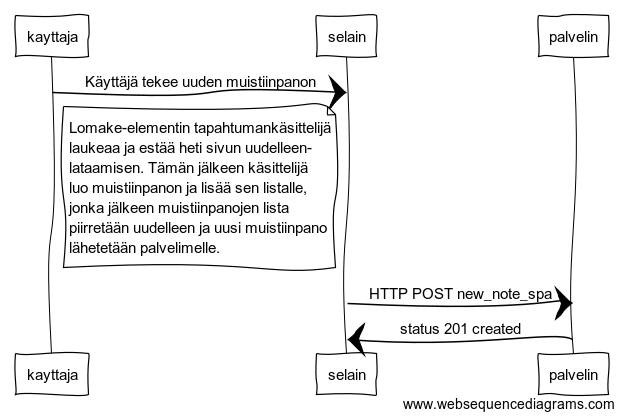 kayttaja
selain
palvelin
Käyttäjä tekee uuden muistiinpanon
Lomake-elementin tapahtumankäsittelijä
laukeaa ja estää heti sivun uudelleen-
lataamisen. Tämän jälkeen käsittelijä
luo muistiinpanon ja lisää sen listalle,
jonka jälkeen muistiinpanojen lista
piirretään uudelleen ja uusi muistiinpano
lähetetään palvelimelle.
HTTP POST new_note_spa
status 201 created
kayttaja
selain
palvelin
www.websequencediagrams.com